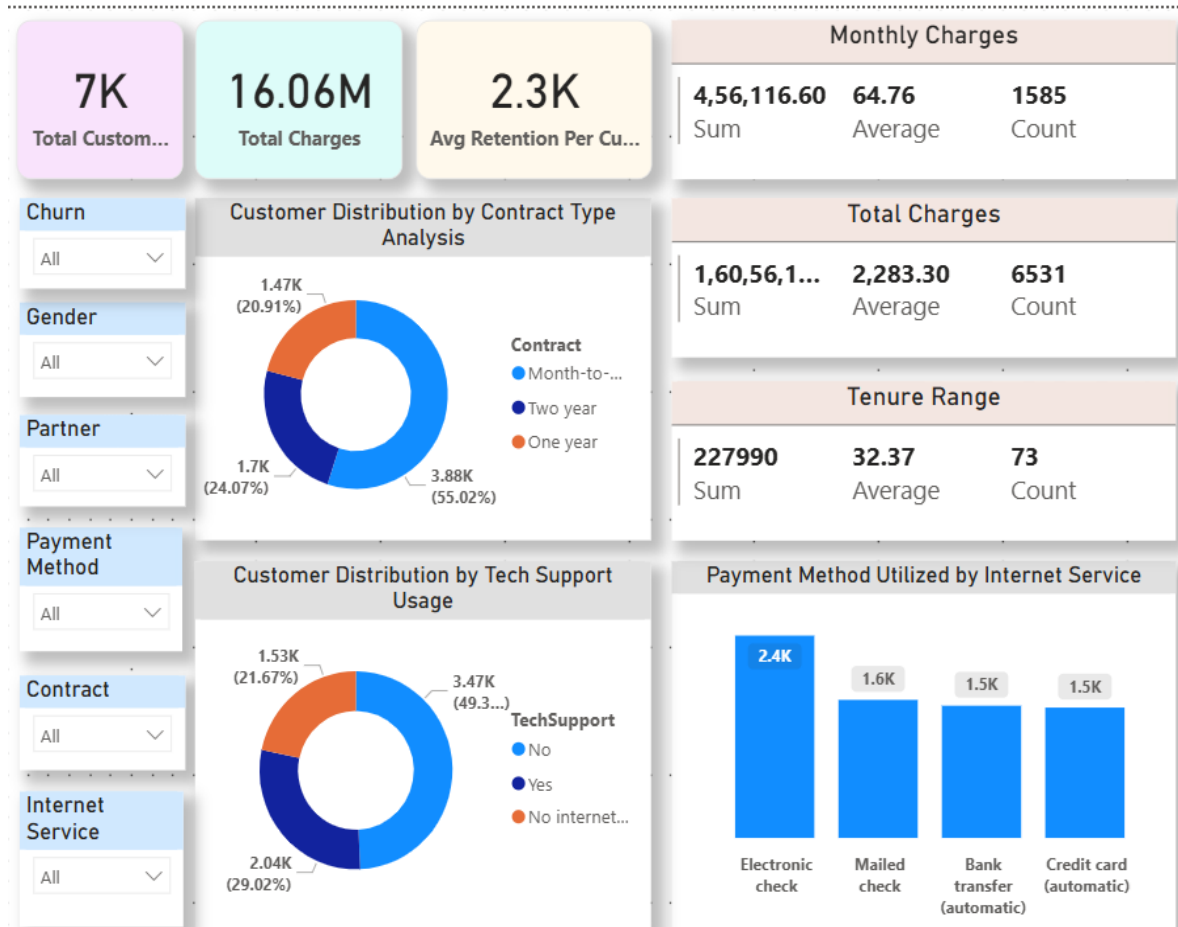 7K
Total Custom...
16.06M
Total Charges
2.3K
Avg Retention Per Cu...
Monthly Charges
4,56,116.60 64.76 1585
Sum Average Count
Churn
All
Gender
All
Partner
All
Payment
Method
All
Contract
All
Internet
Service
All
Customer Distribution by Contract Type
Analysis
1.47K
(20.91%)
1.7K
(24.07%)
3.88K
(55.02%)
Contract
Month-to-...
Two year
One year
Total Charges
1,60,56,1... 2,283.30 6531
Sum Average Count
Tenure Range
227990 32.37 73
Sum Average Count
Customer Distribution by Tech Support
Usage
1.53K
(21.67%)
3.47K
(49.3...)
2.04K
(29.02%)
TechSupport
No
Yes
No internet...
Payment Method Utilized by Internet Service
2.4K
1.6K
1.5K
1.5K
Electronic
check
Mailed
check
Bank
transfer
(automatic)
Credit card
(automatic)